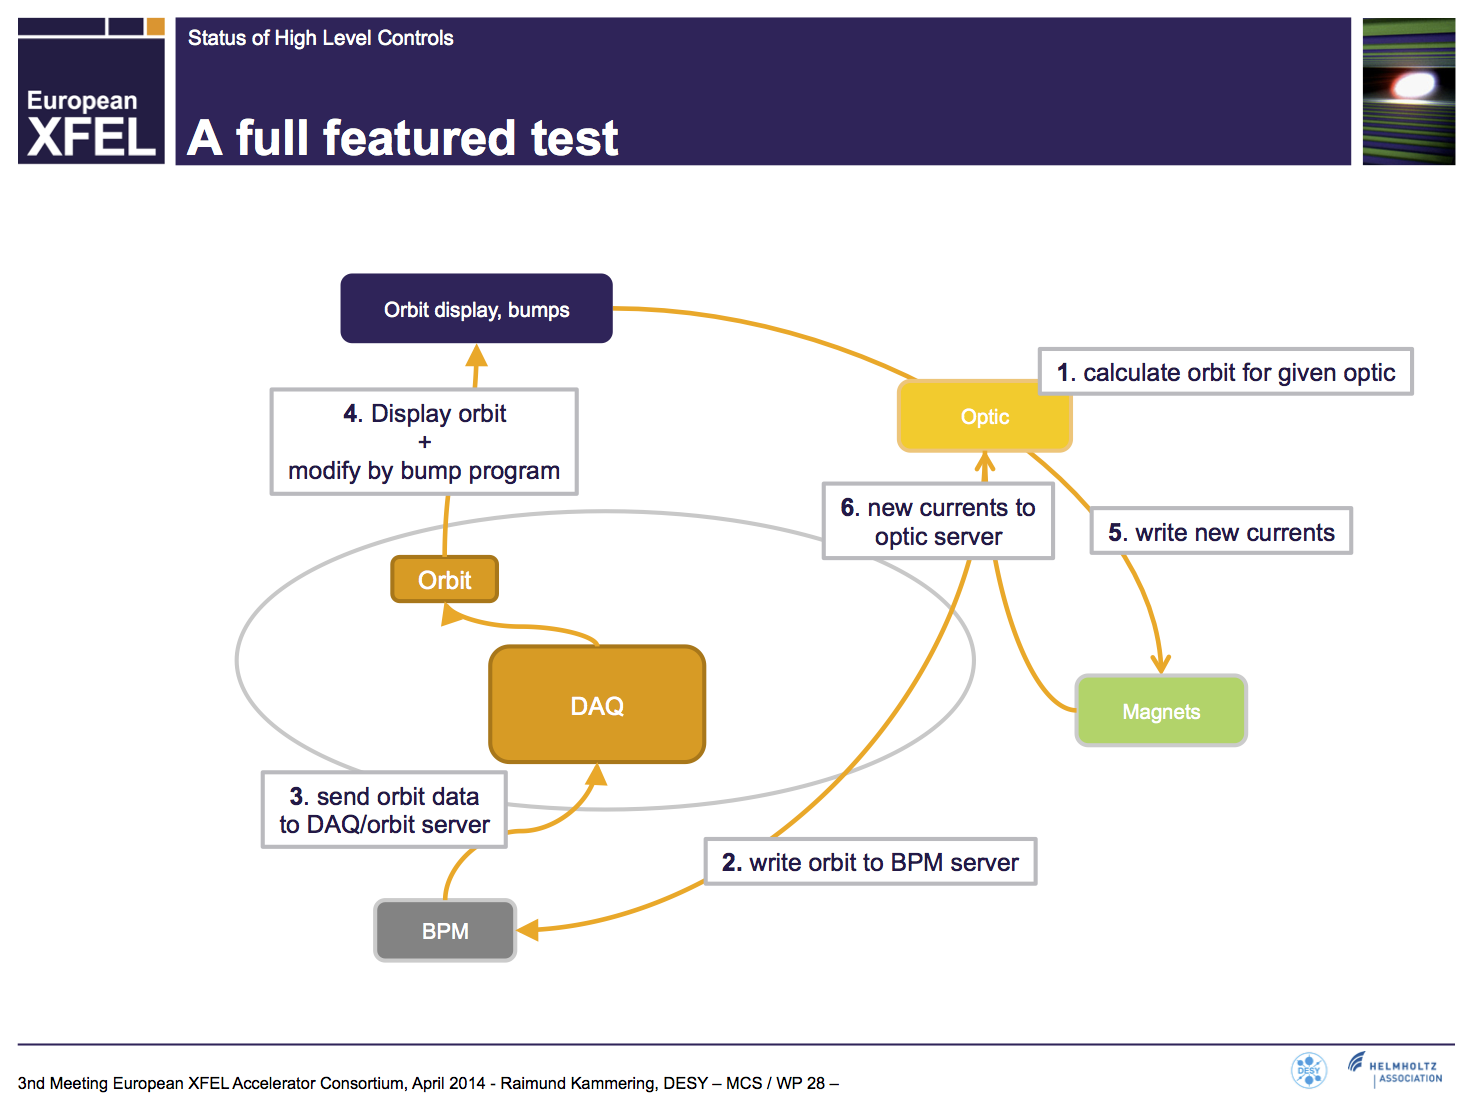 Status of High Level Controls
European
XFEL
A full featured test
Orbit display, bumps
1. calculate orbit for given optic
4. Display orbit
+
modify by bump program
Optic
6. new currents to
optic server
5. write new currents
Orbit
DAQ
Magnets
3. send orbit data
to DAQ/orbit server
2. write orbit to BPM server
BPM
3nd Meeting European XFEL Accelerator Consortium, April 2014 - Raimund Kammering, DESY – MCS / WP 28 –
DESY
HELMHOLTZ
ASSOCIATION